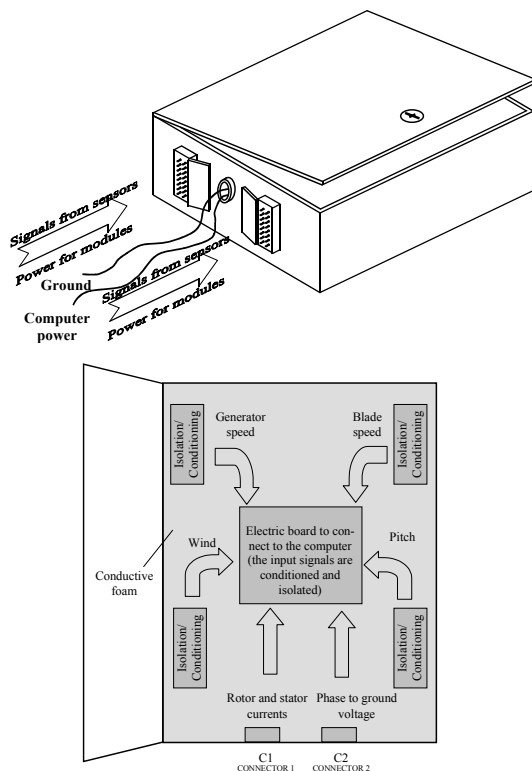 Signals from sensors
Power for modules
Ground
Signals from sensors
Computer
power
Power for modules
Isolation/
Conditioning
Generator
speed
Blade
speed
Isolation/
Conditioning
Electric board to con-
nect to the computer
(the input signals are
conditioned and
isolated)
Wind
Pitch
Conductive
foam
Isolation/
Conditioning
Isolation/
Conditioning
Rotor and stator
currents
Phase to ground
voltage
C1
CONNECTOR 1
C2
CONNECTOR 2